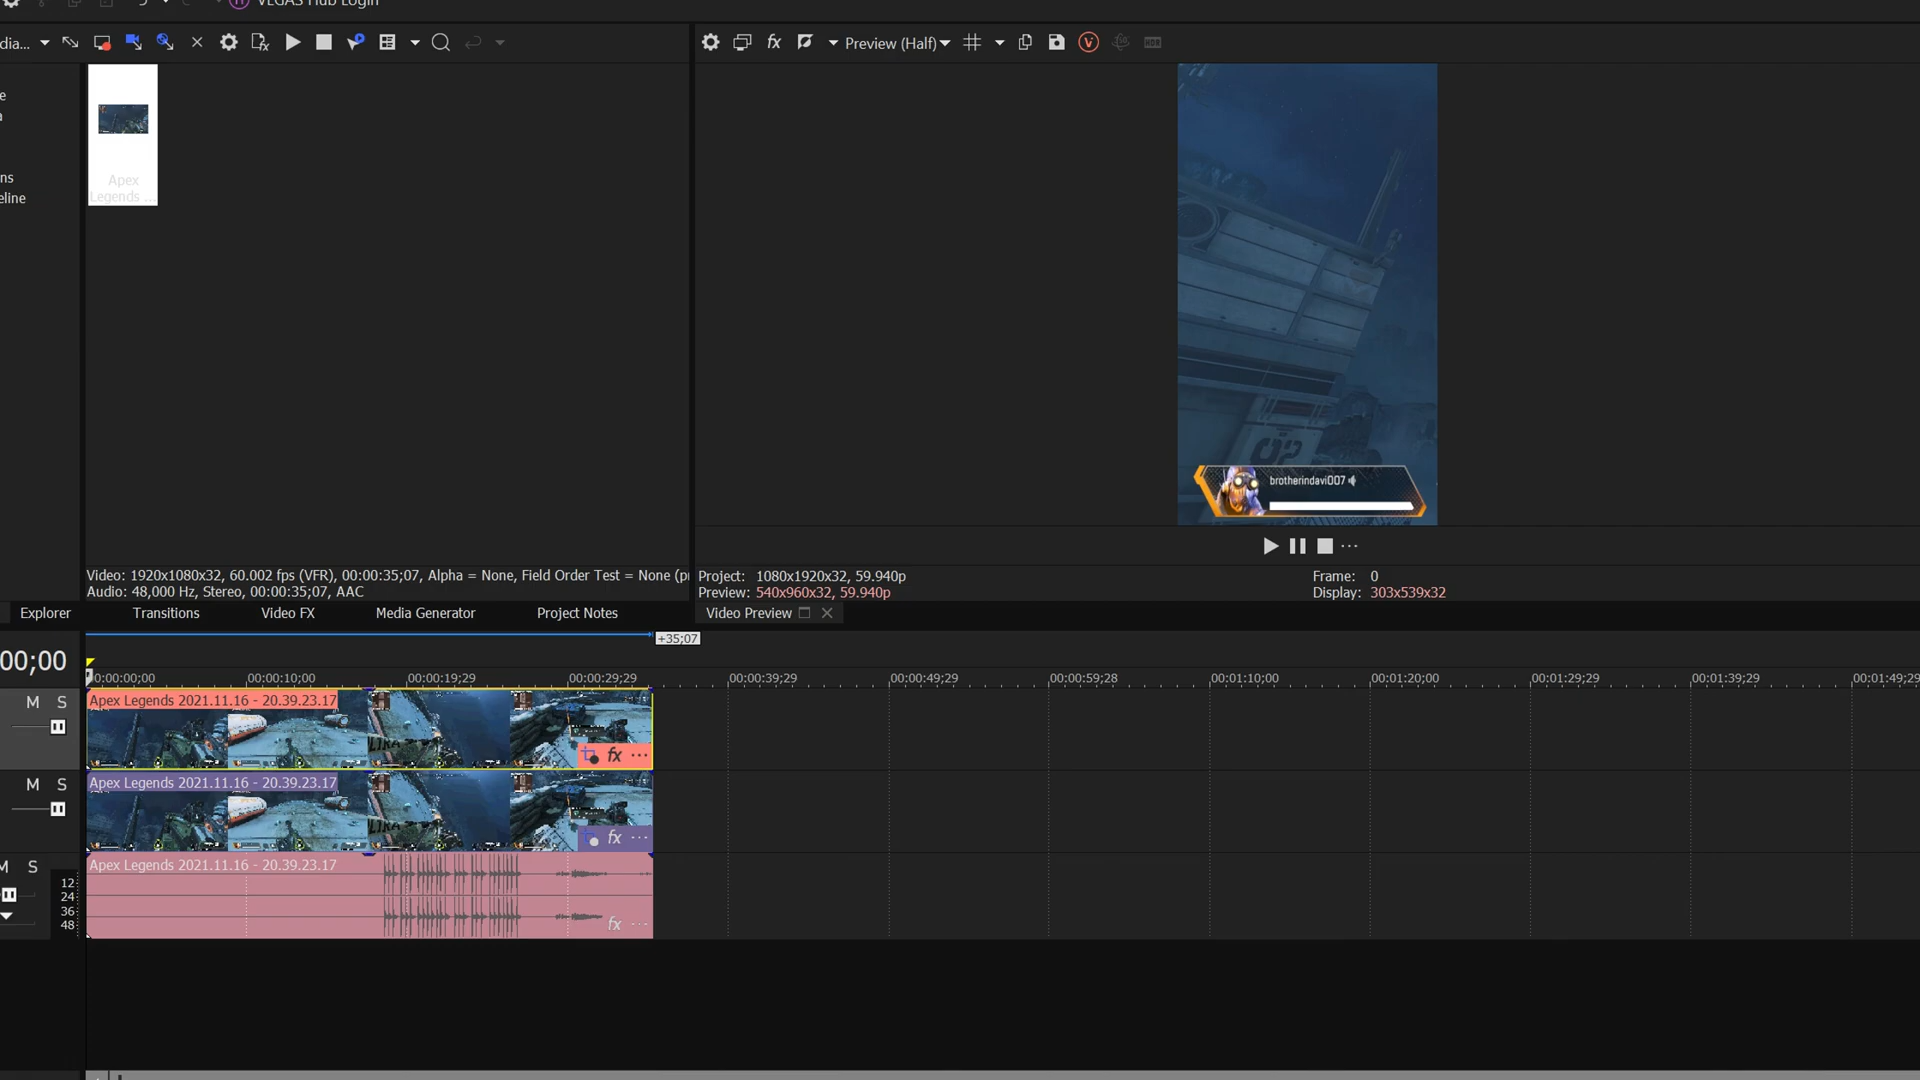 VEGAS Hub Login
dia...
Preview (Half)
e
a
ns
eline
Apex
Legends ...
brotherindavi007
02
Video: 1920x1080x32, 60.002 fps (VFR), 00:00:35;07, Alpha = None, Field Order Test = None (pr
Audio: 48,000 Hz, Stereo, 00:00:35;07, AAC
Project: 1080x1920x32, 59.940p
Preview: 540x960x32, 59.940p
Frame: 0
Display: 303x539x32
Explorer Transitions Video FX Media Generator Project Notes
Video Preview
+35;07
00;00
0:00:00;00 00:00:10;00 00:00:19;29 00:00:29;29 00:00:39;29 00:00:49;29 00:00:59;28 00:01:10;00 00:01:20;00 00:01:29;29 00:01:39;29 00:01:49;29
M S
Apex Legends 2021.11.16 - 20.39.23.17
fx ...
M S
Apex Legends 2021.11.16 - 20.39.23.17
fx ...
M S
Apex Legends 2021.11.16 - 20.39.23.17
12
24
36
48
fx ...